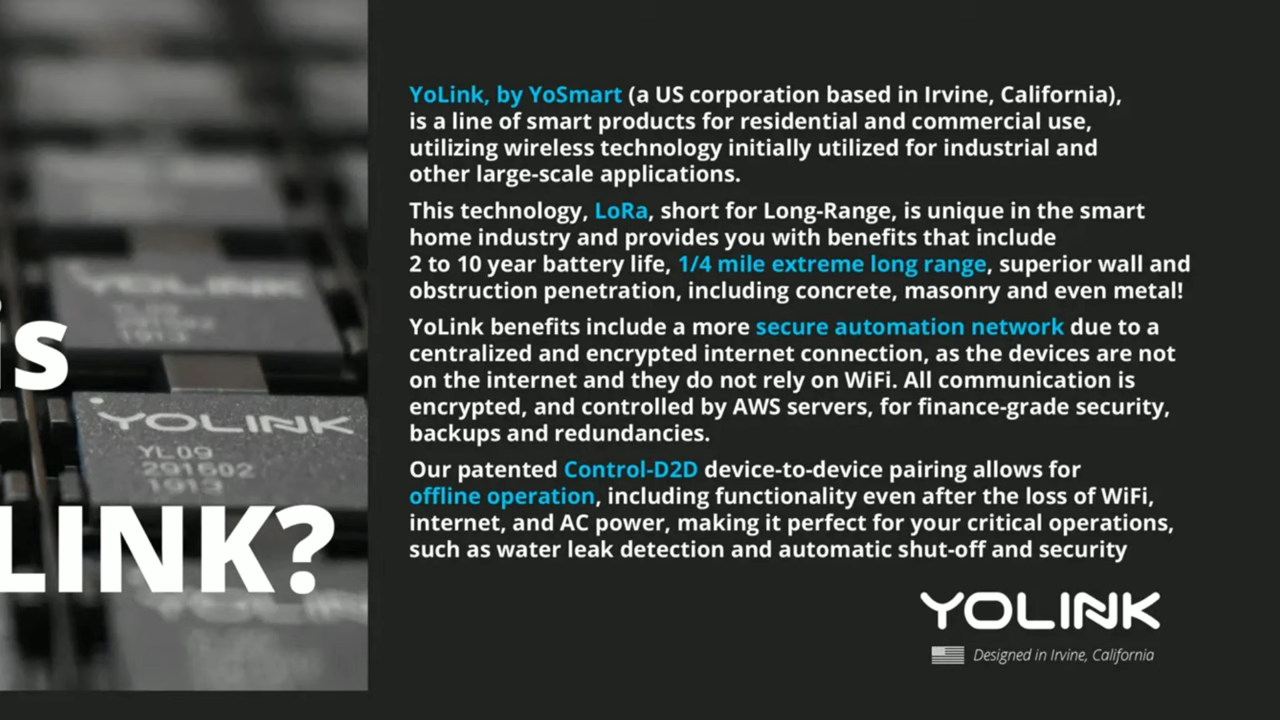 is
LINK?
YOLINK
YL09
291602
1913
YoLink, by YoSmart (a US corporation based in Irvine, California),
is a line of smart products for residential and commercial use,
utilizing wireless technology initially utilized for industrial and
other large-scale applications.
This technology, LoRa, short for Long-Range, is unique in the smart
home industry and provides you with benefits that include
2 to 10 year battery life, 1/4 mile extreme long range, superior wall and
obstruction penetration, including concrete, masonry and even metal!
YoLink benefits include a more secure automation network due to a
centralized and encrypted internet connection, as the devices are not
on the internet and they do not rely on WiFi. All communication is
encrypted, and controlled by AWS servers, for finance-grade security,
backups and redundancies.
Our patented Control-D2D device-to-device pairing allows for
offline operation, including functionality even after the loss of WiFi,
internet, and AC power, making it perfect for your critical operations,
such as water leak detection and automatic shut-off and security
YOLINK
Designed in Irvine, California